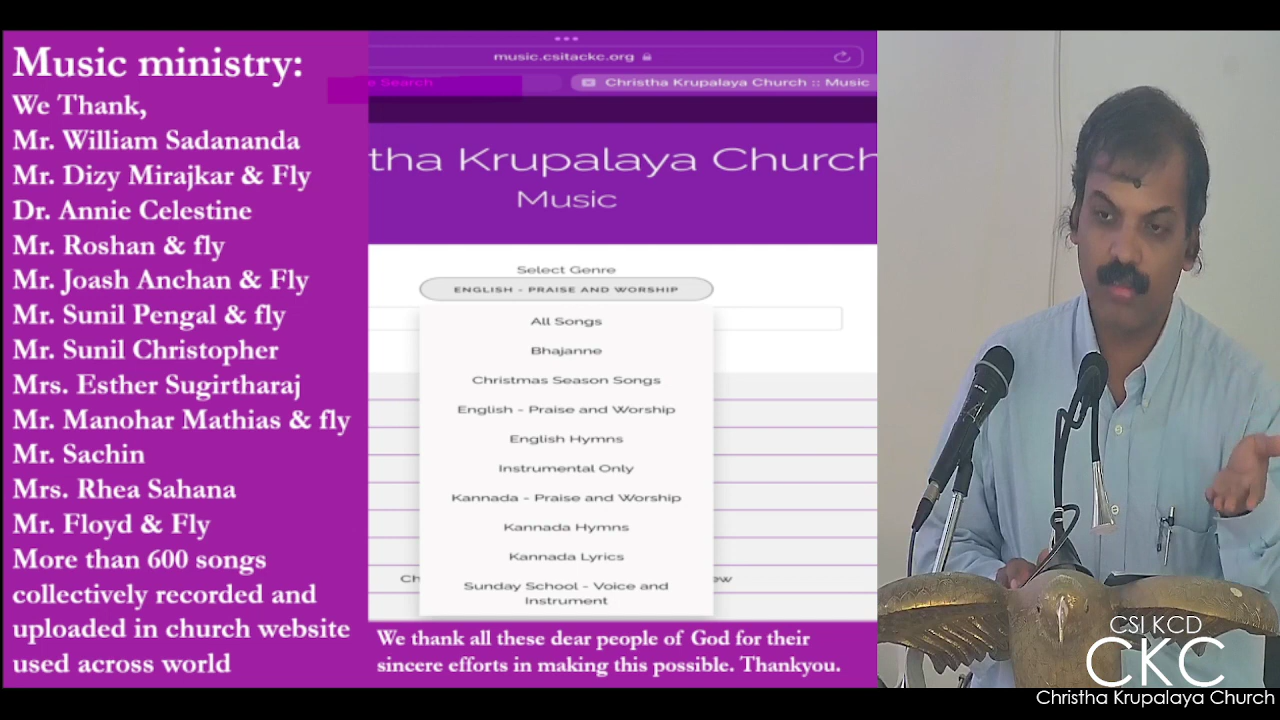 Music ministry:
We Thank,
Mr. William Sadananda
Mr. Dizy Mirajkar & Fly
Dr. Annie Celestine
Mr. Roshan & fly
Mr. Joash Anchan & Fly
Mr. Sunil Pengal & fly
Mr. Sunil Christopher
Mrs. Esther Sugirtharaj
Mr. Manohar Mathias & fly
Mr. Sachin
Mrs. Rhea Sahana
Mr. Floyd & Fly
More than 600 songs
collectively recorded and
uploaded in church website
used across world
music.csitackc.org
e Search
Christha Krupalaya Church :: Music
tha Krupalaya Church
Music
Select Genre
ENGLISH - PRAISE AND WORSHIP
All Songs
Bhajanne
Christmas Season Songs
English - Praise and Worship
English Hymns
Instrumental Only
Kannada - Praise and Worship
Kannada Hymns
Kannada Lyrics
Sunday School - Voice and
Instrument
We thank all these dear people of God for their
sincere efforts in making this possible. Thankyou.
CSI KCD
CKC
Christha Krupalaya Church